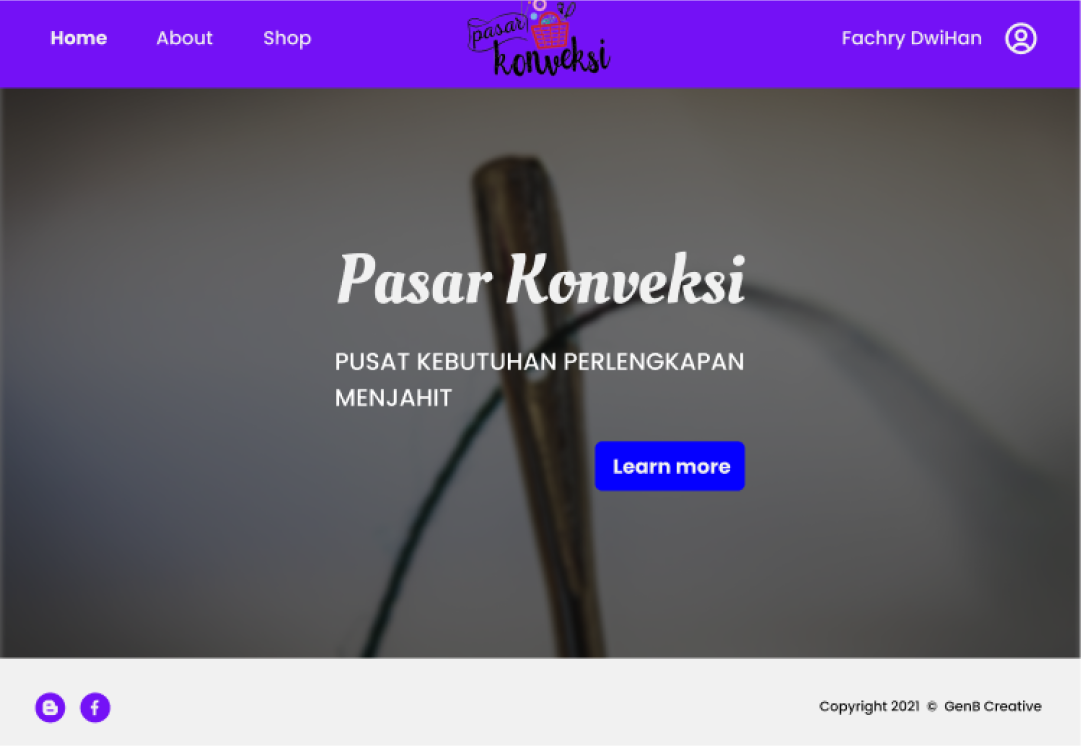 Home About Shop
pasar
konveksi
Fachry DwiHan
Pasar Konveksi
PUSAT KEBUTUHAN PERLENGKAPAN
MENJAHIT
Learn more
Copyright 2021 © GenB Creative